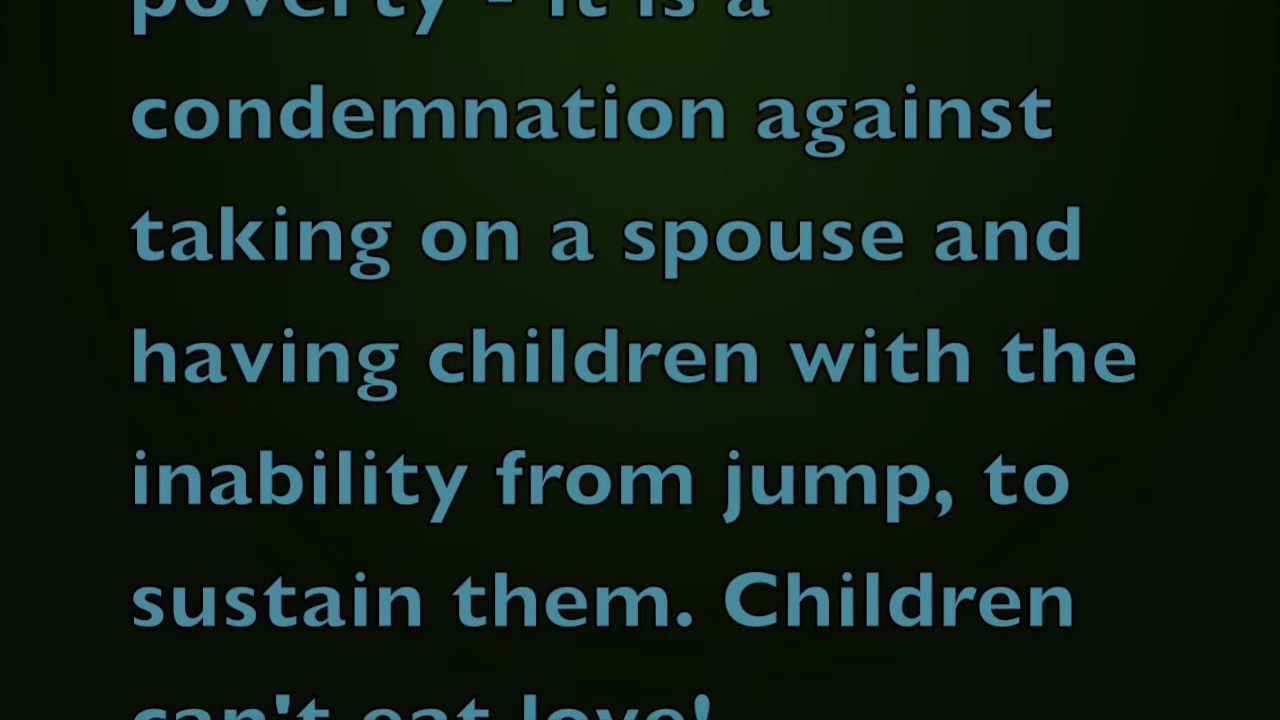 poverty - it is a
condemnation against
taking on a spouse and
having children with the
inability from jump, to
sustain them. Children
can't eat love!